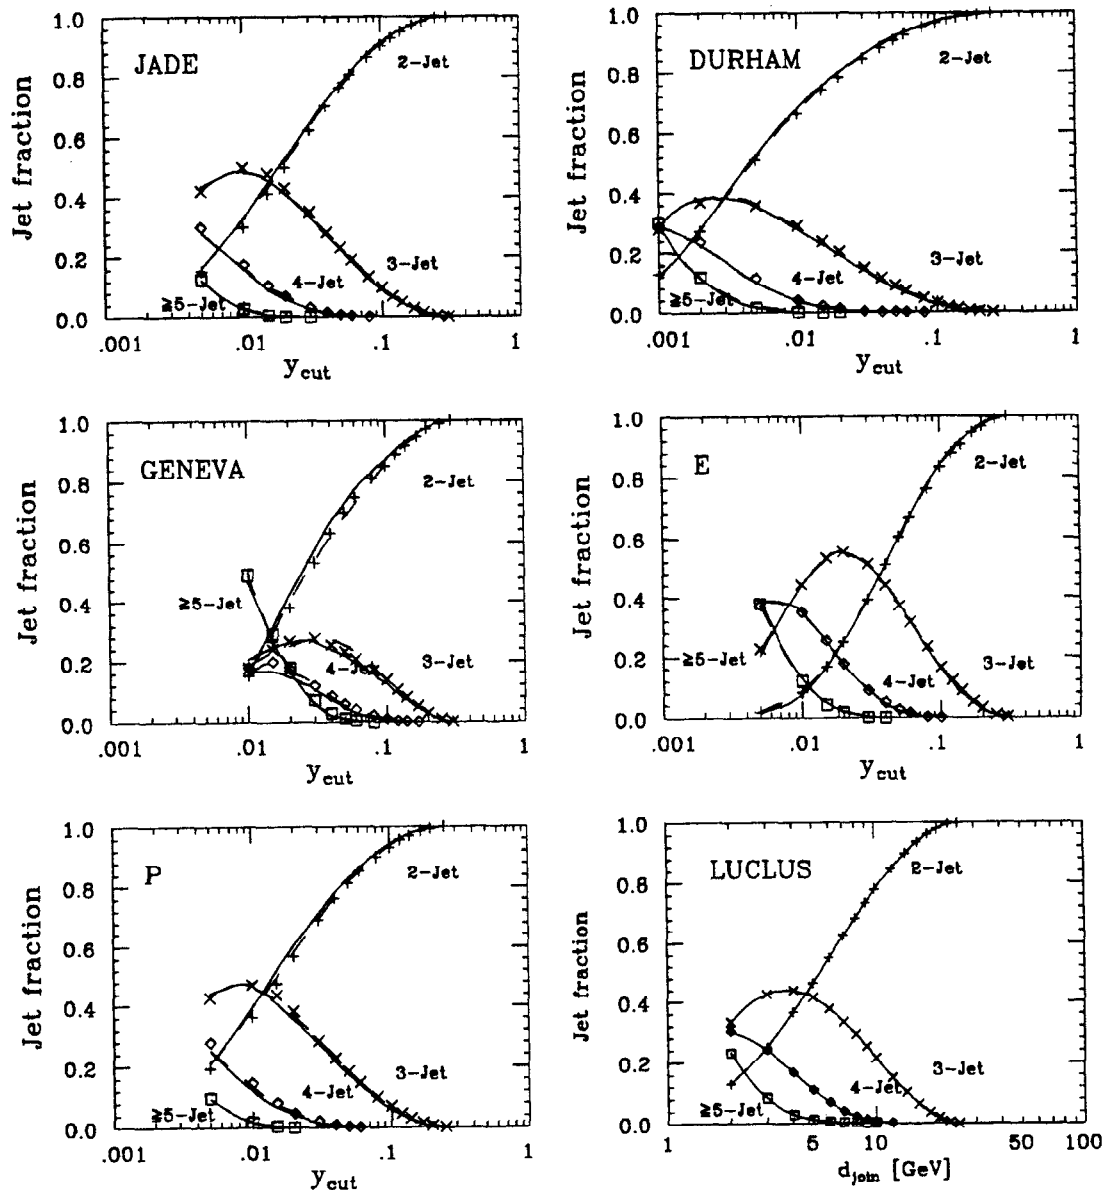 JADE
Jet fraction
1.0
0.8
0.6
0.4
0.2
0.0
2-Jet
3-Jet
4-Jet
≥5-Jet
.001
.01
.1
1
y_cut
DURHAM
Jet fraction
1.0
0.8
0.6
0.4
0.2
0.0
2-Jet
3-Jet
4-Jet
≥5-Jet
.001
.01
.1
1
y_cut
GENEVA
Jet fraction
1.0
0.8
0.6
0.4
0.2
0.0
2-Jet
≥5-Jet
4-Jet
3-Jet
.001
.01
.1
1
y_cut
E
Jet fraction
1.0
0.8
0.6
0.4
0.2
0.0
2-Jet
≥5-Jet
4-Jet
3-Jet
.001
.01
.1
1
y_cut
P
Jet fraction
1.0
0.8
0.6
0.4
0.2
0.0
2-Jet
3-Jet
4-Jet
≥5-Jet
.001
.01
.1
1
y_cut
LUCLUS
Jet fraction
1.0
0.8
0.6
0.4
0.2
0.0
2-Jet
3-Jet
4-Jet
≥5-Jet
1
5
10
50
100
d_join [GeV]